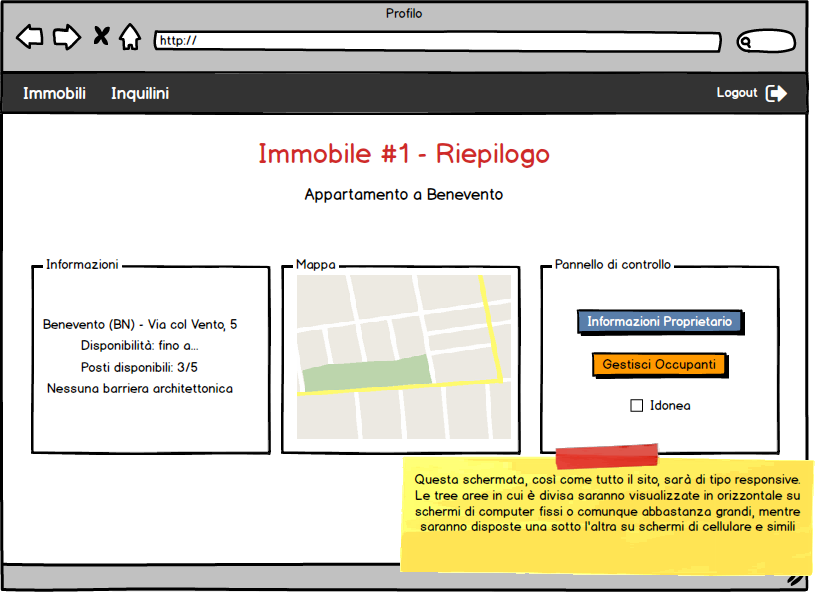 Profilo
http://
Immobili Inquilini Logout
Immobile #1 - Riepilogo
Appartamento a Benevento
Informazioni
Benevento (BN) - Via col Vento, 5
Disponibilità: fino a...
Posti disponibili: 3/5
Nessuna barriera architettonica
Mappa
Pannello di controllo
Informazioni Proprietario
Gestisci Occupanti
Idonea
Questa schermata, così come tutto il sito, sarà di tipo responsive.
Le tree aree in cui è divisa saranno visualizzate in orizzontale su
schermi di computer fissi o comunque abbastanza grandi, mentre
saranno disposte una sotto l'altra su schermi di cellulare e simili